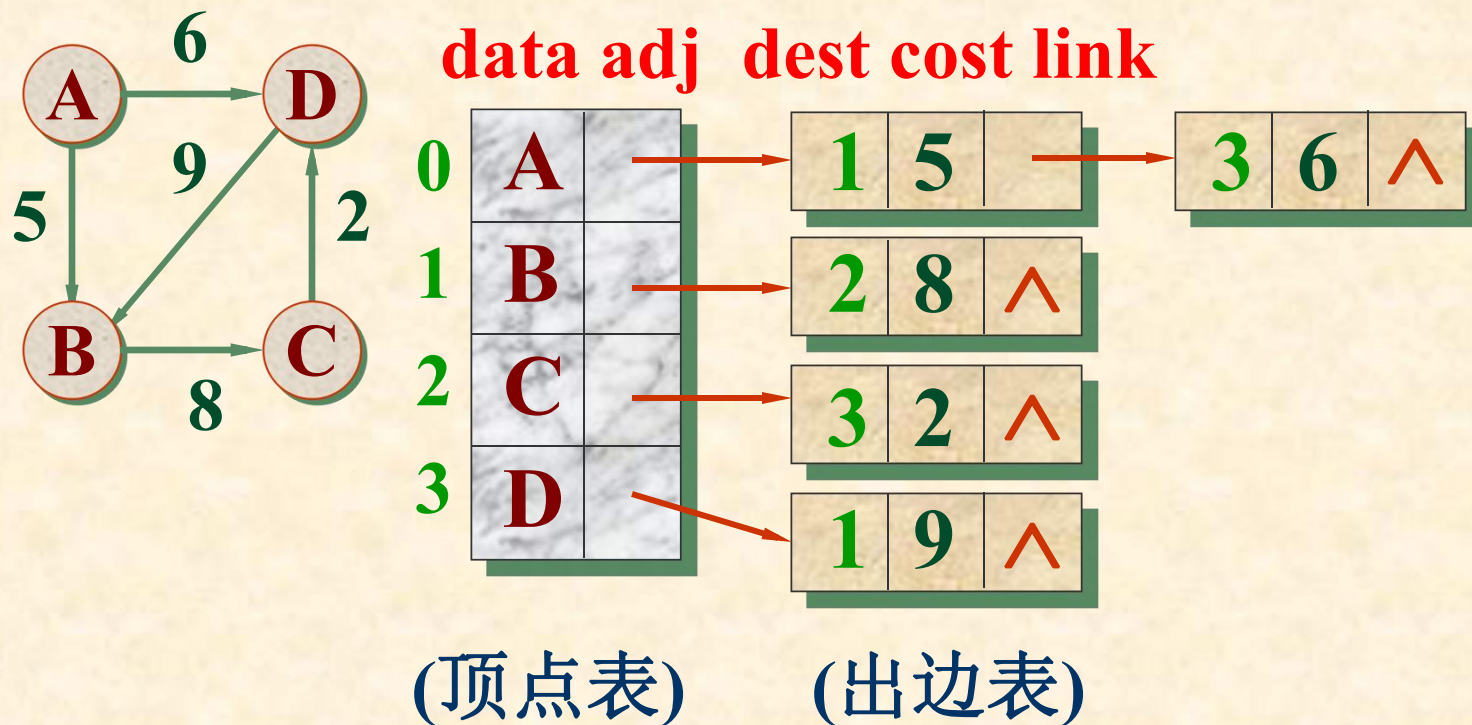 6
A D
9
5 2
B C
8
data adj dest cost link
0 A 1 5 3 6 ∧
1 B 2 8 ∧
2 C 3 2 ∧
3 D 1 9 ∧
(顶点表) (出边表)